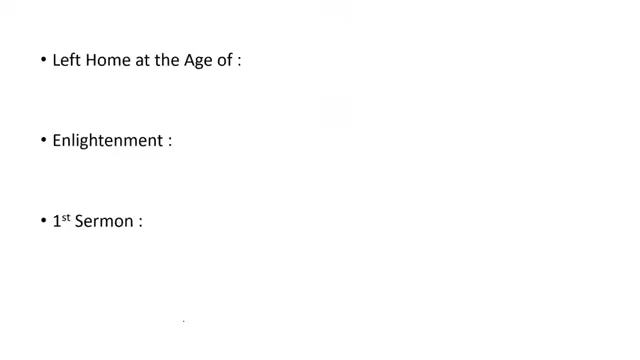 • Left Home at the Age of :
• Enlightenment :
• 1st Sermon :